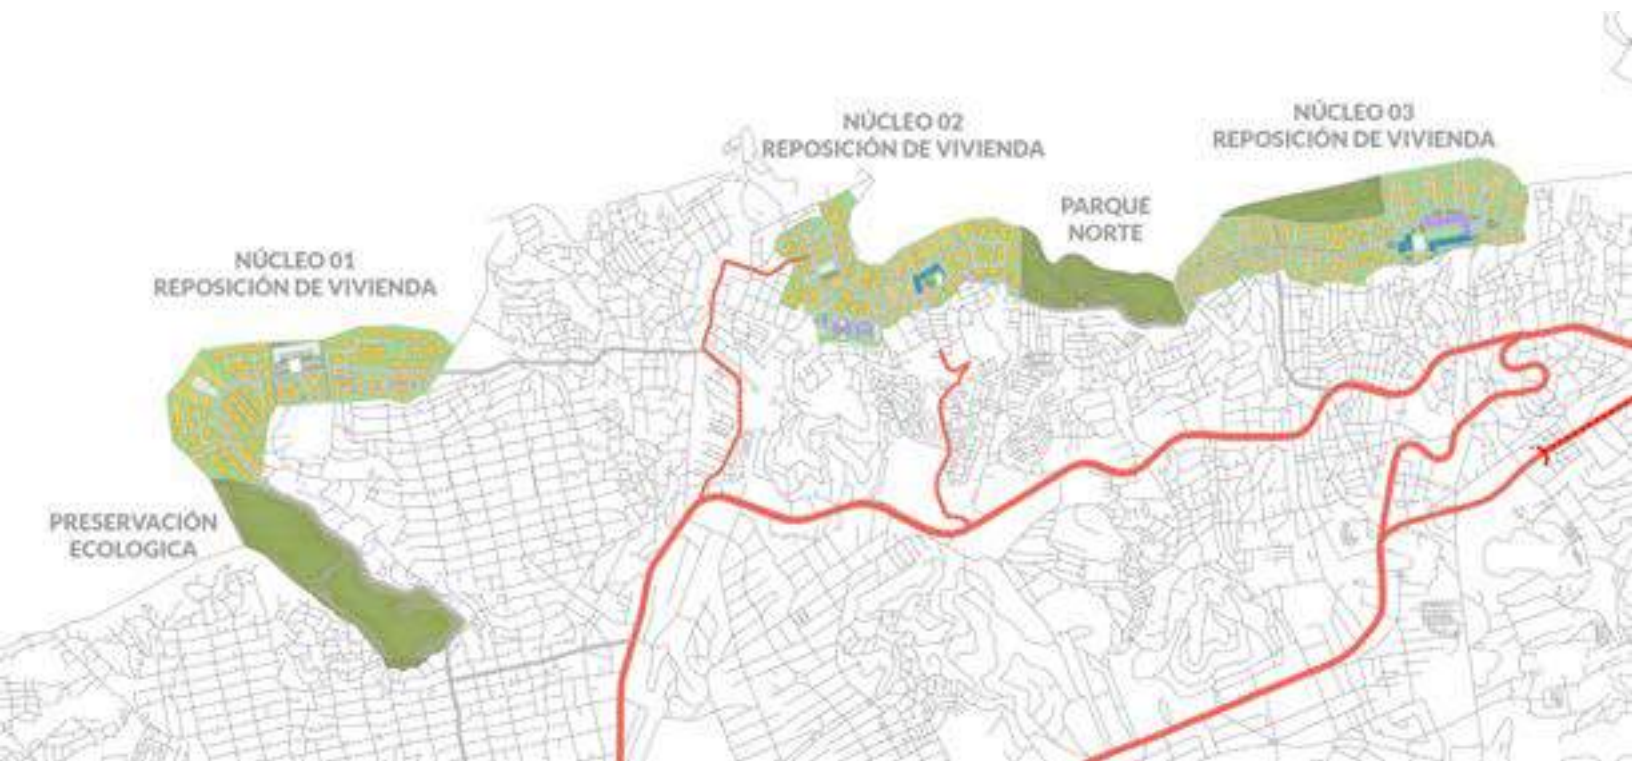 NÚCLEO 01
REPOSICIÓN DE VIVIENDA
NÚCLEO 02
REPOSICIÓN DE VIVIENDA
NÚCLEO 03
REPOSICIÓN DE VIVIENDA
PARQUE
NORTE
PRESERVACIÓN
ECOLOGICA